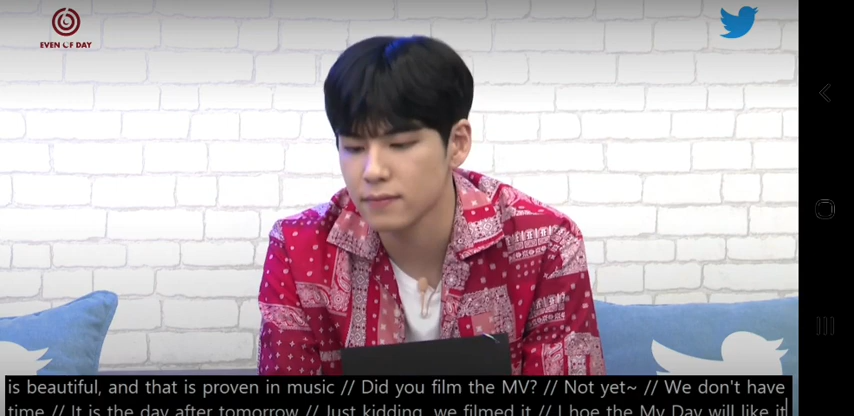 EVEN OF DAY
is beautiful, and that is proven in music // Did you film the MV? // Not yet~ // We don't have
time // It is the day after tomorrow // Just kidding, we filmed it // I hoe the My Day will like it